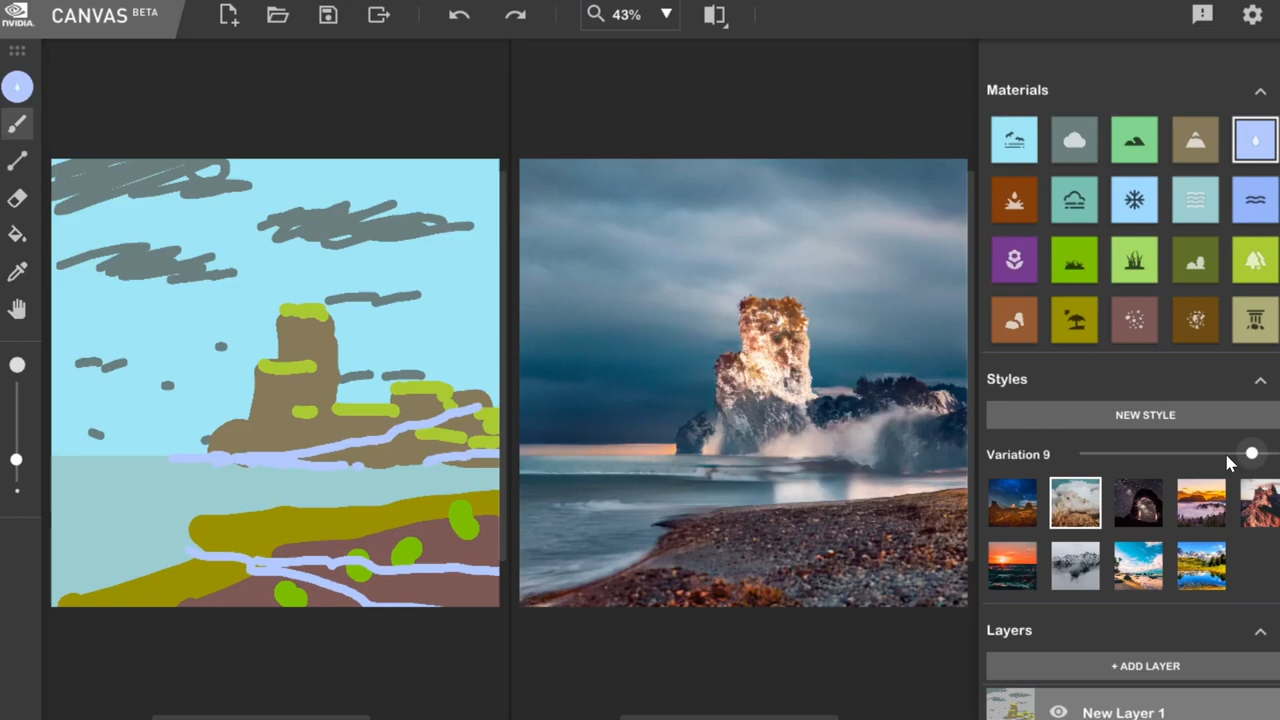 NVIDIA.
CANVAS BETA
43%
Materials
Styles
NEW STYLE
Variation 9
Layers
+ ADD LAYER
New Layer 1